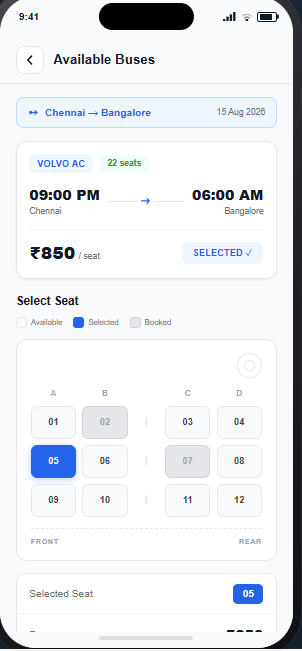 9:41
Available Buses
↔ Chennai → Bangalore 15 Aug 2026
VOLVO AC 22 seats
09:00 PM → 06:00 AM
Chennai Bangalore
₹850 / seat SELECTED ✓
Select Seat
Available Selected Booked
A B C D
01 02 | 03 04
05 06 | 07 08
09 10 | 11 12
FRONT REAR
Selected Seat 05